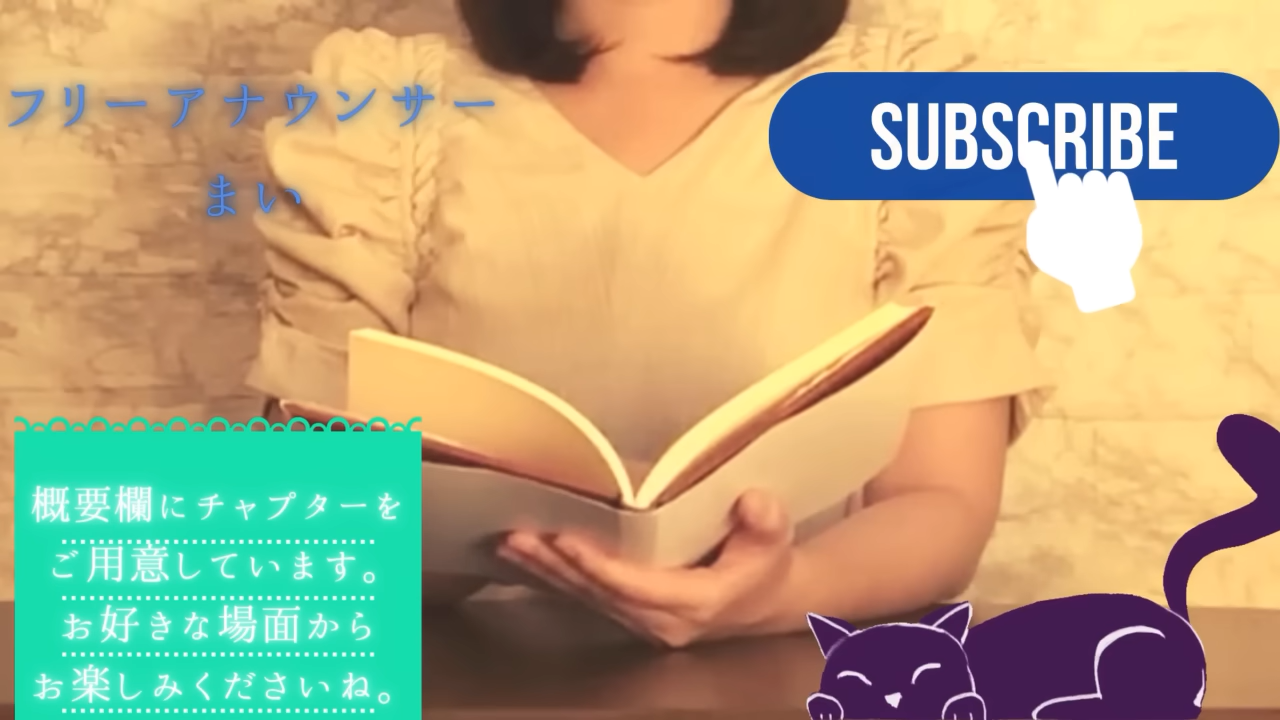 フリーアナウンサー
まい
SUBSCRIBE
概要欄にチャプターを
ご用意しています。
お好きな場面から
お楽しみくださいね。